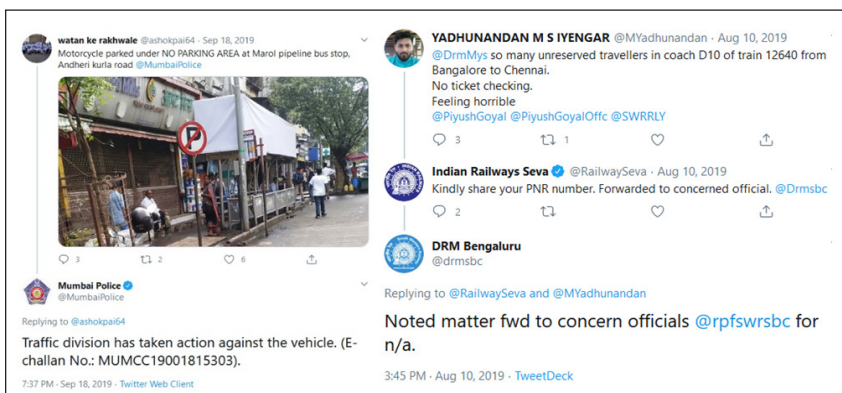 watan ke rakhwale @ashokpai64 · Sep 18, 2019
Motorcycle parked under NO PARKING AREA at Marol pipeline bus stop,
Andheri kurla road @MumbaiPolice
P
3 2 6
Mumbai Police
@MumbaiPolice
Replying to @ashokpai64
Traffic division has taken action against the vehicle. (E-
challan No.: MUMCC19001815303).
7:37 PM · Sep 18, 2019 · Twitter Web Client
YADHUNANDAN M S IYENGAR @MYadhunandan · Aug 10, 2019
@DrmMys so many unreserved travellers in coach D10 of train 12640 from
Bangalore to Chennai.
No ticket checking.
Feeling horrible
@PiyushGoyal @PiyushGoyalOffc @SWRRLY
3 1
Indian Railways Seva @RailwaySeva · Aug 10, 2019
Kindly share your PNR number. Forwarded to concerned official. @Drmsbc
2
DRM Bengaluru
@drmsbc
Replying to @RailwaySeva and @MYadhunandan
Noted matter fwd to concern officials @rpfswrsbc for
n/a.
3:45 PM · Aug 10, 2019 · TweetDeck